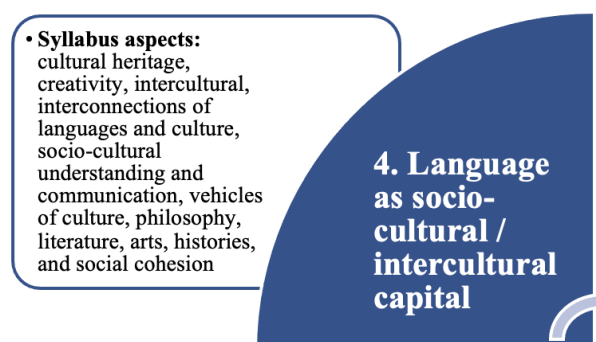 • Syllabus aspects:
cultural heritage,
creativity, intercultural,
interconnections of
languages and culture,
socio-cultural
understanding and
communication, vehicles
of culture, philosophy,
literature, arts, histories,
and social cohesion
4. Language
as socio-
cultural /
intercultural
capital